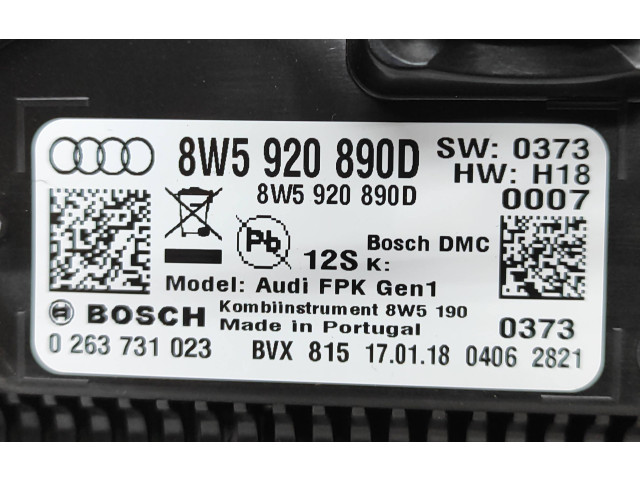 8W5 920 890D SW: 0373
8W5 920 890D HW: H18
0007
Pb 12S K: Bosch DMC
Model: Audi FPK Gen1
BOSCH Kombiinstrument 8W5 190
Made in Portugal 0373
0 263 731 023 BVX 815 17.01.18 0406 2821